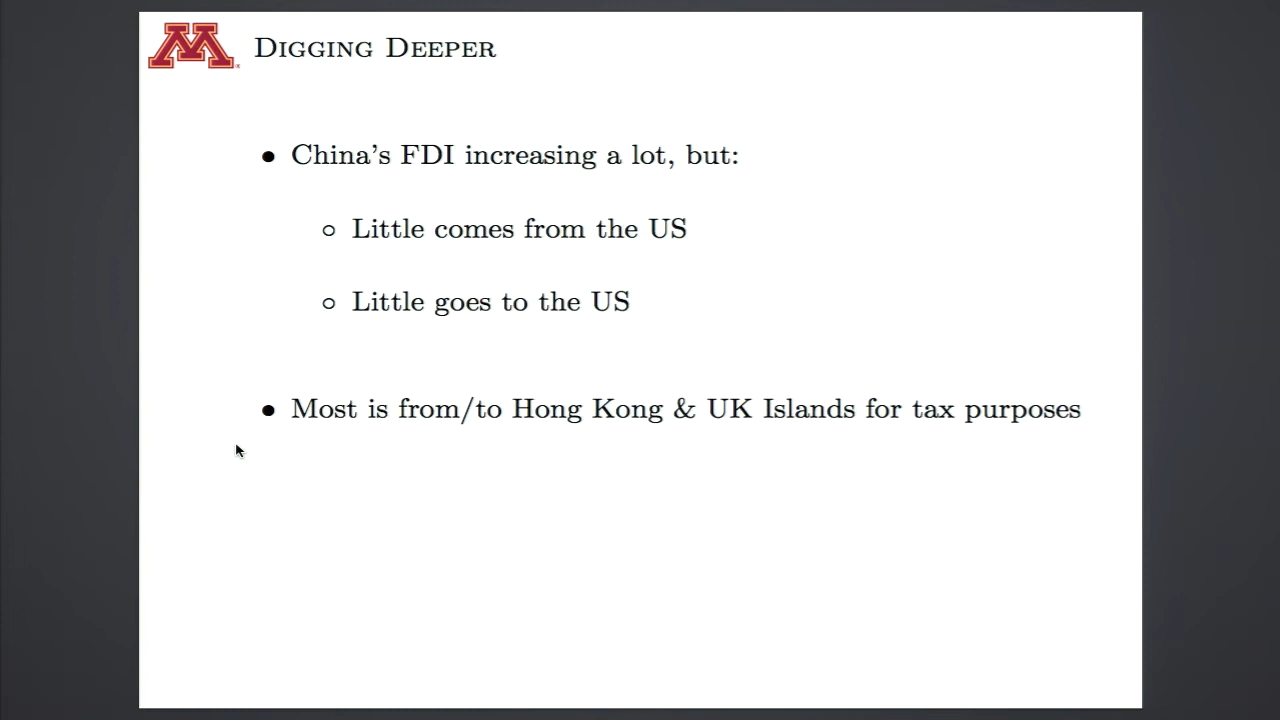 M
Digging Deeper
• China's FDI increasing a lot, but:
○ Little comes from the US
○ Little goes to the US
• Most is from/to Hong Kong & UK Islands for tax purposes